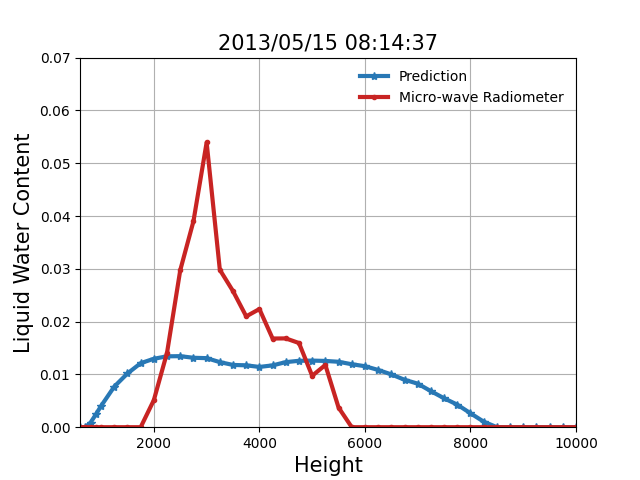 2013/05/15 08:14:37
0.07
0.06
0.05
0.04
0.03
0.02
0.01
0.00
Liquid Water Content
Prediction
Micro-wave Radiometer
2000 4000 6000 8000 10000
Height